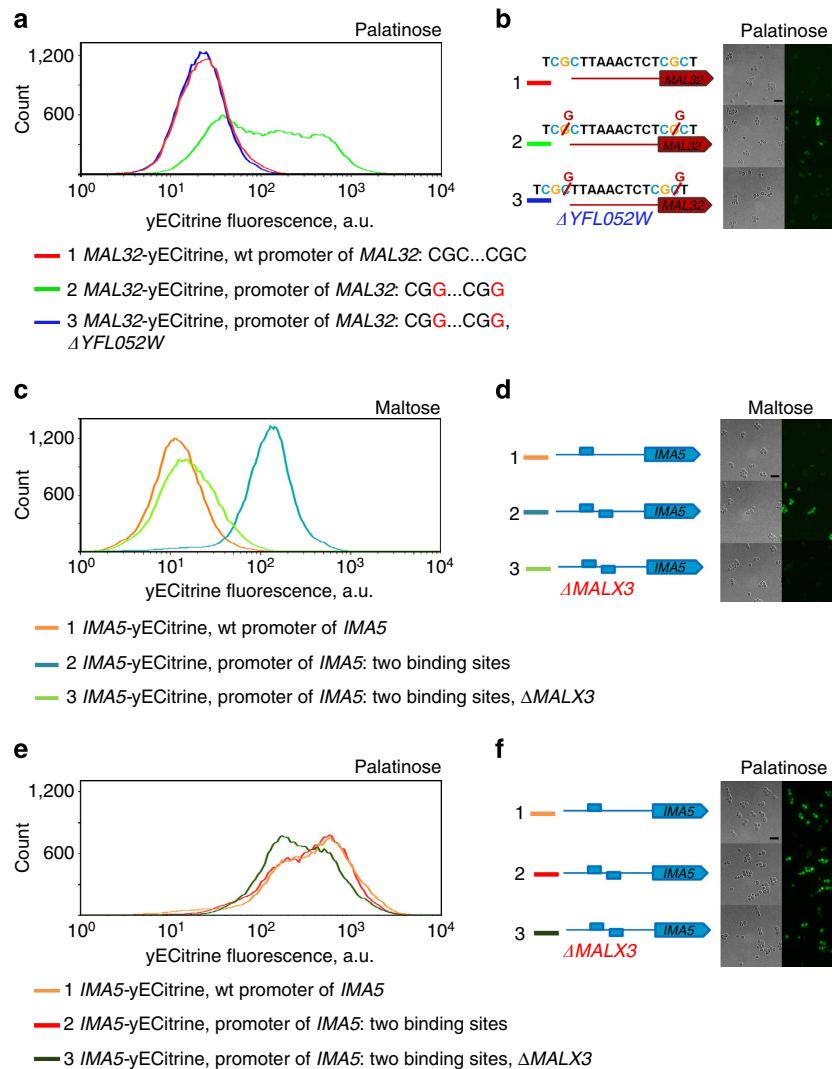 a
Palatinose
1,200
600
Count
10⁰ 10¹ 10² 10³ 10⁴
yECitrine fluorescence, a.u.
1 MAL32-yECitrine, wt promoter of MAL32: CGC...CGC
2 MAL32-yECitrine, promoter of MAL32: CGG...CGG
3 MAL32-yECitrine, promoter of MAL32: CGG...CGG,
ΔYFL052W
b
Palatinose
TCGCTTAAACTCTCGCT
1
MAL32
G G
TCGCTTAAACTCTCGCT
2
MAL32
G G
TCGCTTAAACTCTCGCT
3
MAL32
ΔYFL052W
c
Maltose
1,200
600
Count
10⁰ 10¹ 10² 10³ 10⁴
yECitrine fluorescence, a.u.
1 IMA5-yECitrine, wt promoter of IMA5
2 IMA5-yECitrine, promoter of IMA5: two binding sites
3 IMA5-yECitrine, promoter of IMA5: two binding sites, ΔMALX3
d
Maltose
1 IMA5
2 IMA5
3 IMA5
ΔMALX3
e
Palatinose
1,200
600
Count
10⁰ 10¹ 10² 10³ 10⁴
yECitrine fluorescence, a.u.
1 IMA5-yECitrine, wt promoter of IMA5
2 IMA5-yECitrine, promoter of IMA5: two binding sites
3 IMA5-yECitrine, promoter of IMA5: two binding sites, ΔMALX3
f
Palatinose
1 IMA5
2 IMA5
3 IMA5
ΔMALX3